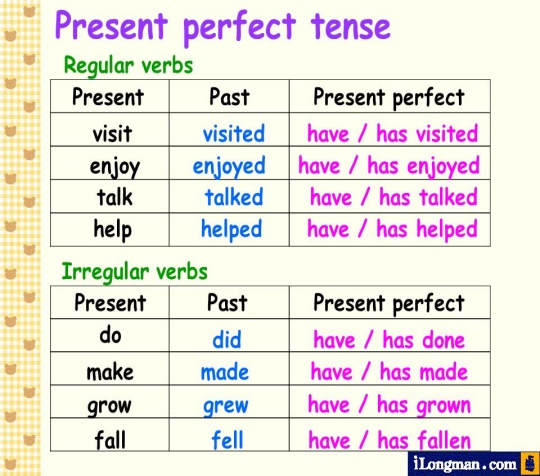 Present perfect tense
Regular verbs
Present Past Present perfect
visit visited have / has visited
enjoy enjoyed have / has enjoyed
talk talked have / has talked
help helped have / has helped
Irregular verbs
Present Past Present perfect
do did have / has done
make made have / has made
grow grew have / has grown
fall fell have / has fallen
iLongman.com